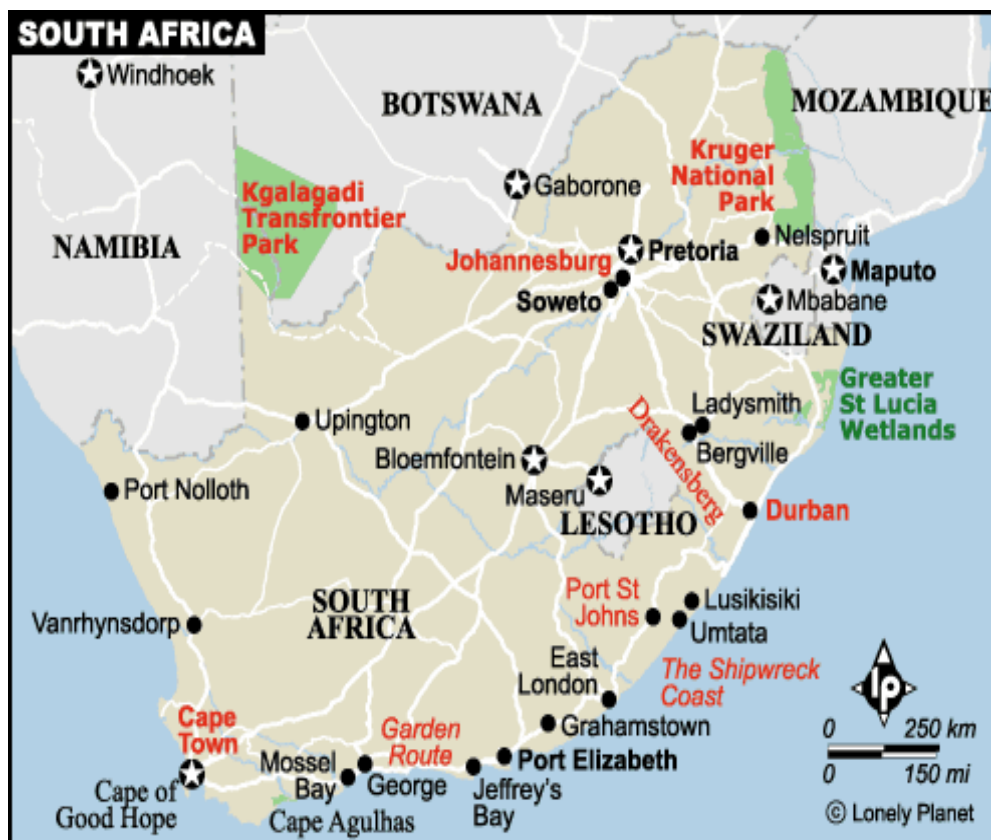 SOUTH AFRICA
Windhoek
BOTSWANA
MOZAMBIQUE
Kruger
National
Park
Gaborone
Kgalagadi
Transfrontier
Park
NAMIBIA
Nelspruit
Pretoria
Johannesburg
Maputo
Soweto
Mbabane
SWAZILAND
Greater
St Lucia
Wetlands
Ladysmith
Upington
Drakensberg
Bergville
Bloemfontein
Maseru
Port Nolloth
LESOTHO
Durban
Port St
Johns
Lusikisiki
Umtata
SOUTH
AFRICA
Vanrhynsdorp
East
London
The Shipwreck
Coast
lp
Cape
Town
Garden
Route
Grahamstown
0 250 km
0 150 mi
Mossel
Bay
George
Port Elizabeth
Jeffrey's
Bay
Cape of
Good Hope
Cape Agulhas
© Lonely Planet